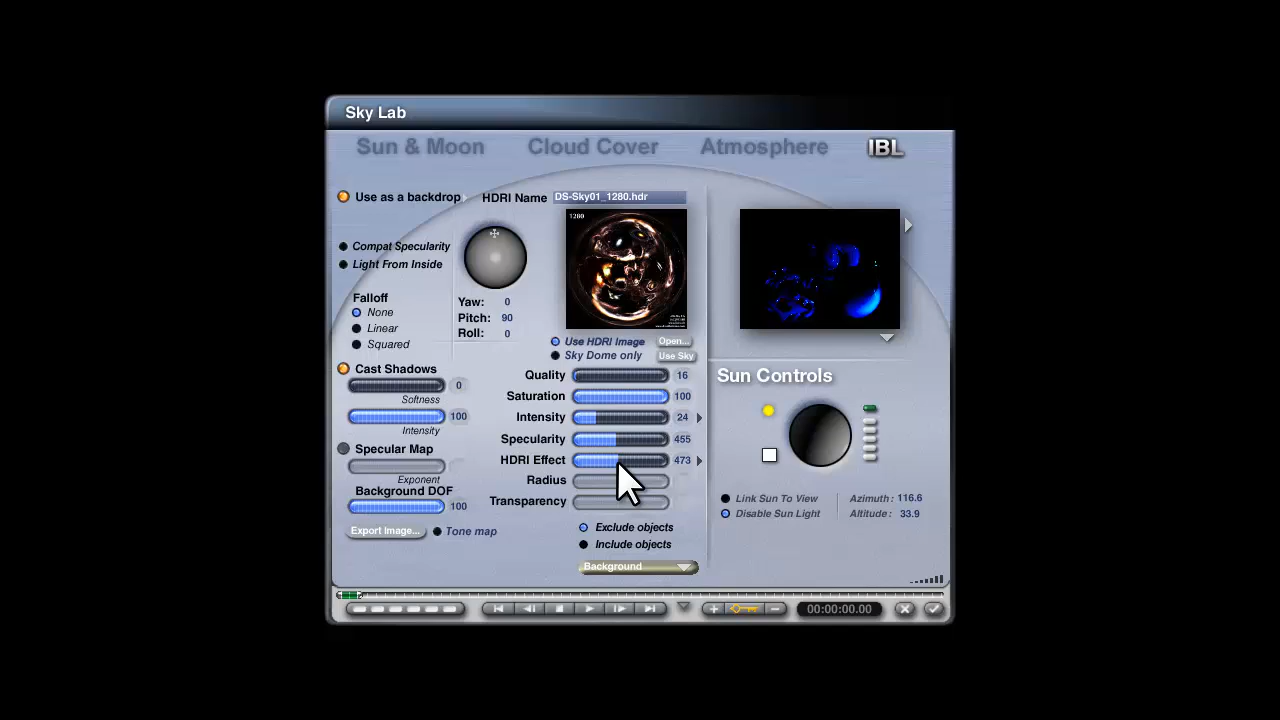 Sky Lab
Sun & Moon Cloud Cover Atmosphere IBL
Use as a backdrop
HDRI Name DS-Sky01_1280.hdr
1280
Compat Specularity
Light From Inside
Falloff
None
Linear
Squared
Yaw: 0
Pitch: 90
Roll: 0
Use HDRI Image Open...
Sky Dome only Use Sky
Cast Shadows
0
Softness
100
Intensity
Specular Map
Exponent
Background DOF
100
Export Image... Tone map
Quality 16
Saturation 100
Intensity 24
Specularity 455
HDRI Effect 473
Radius
Transparency
Exclude objects
Include objects
Background
Sun Controls
Link Sun To View
Disable Sun Light
Azimuth: 116.6
Altitude: 33.9
00:00:00.00